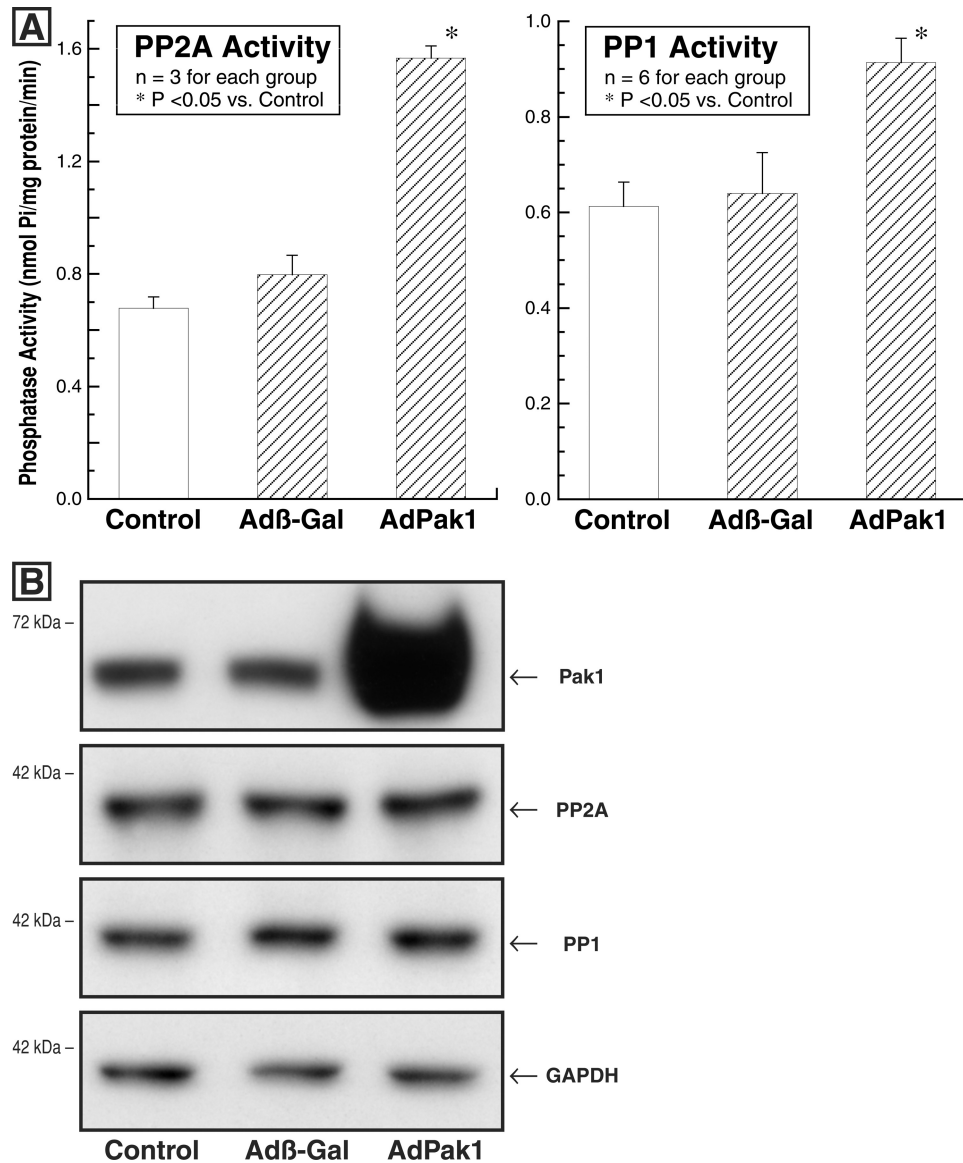 A
Phosphatase Activity (nmol Pi/mg protein/min)
1.6
1.2
0.8
0.4
0.0
PP2A Activity
n = 3 for each group
* P <0.05 vs. Control
*
Control Adß-Gal AdPak1
1.0
0.8
0.6
0.4
0.2
0.0
PP1 Activity
n = 6 for each group
* P <0.05 vs. Control
*
Control Adß-Gal AdPak1
B
72 kDa –
← Pak1
42 kDa –
← PP2A
42 kDa –
← PP1
42 kDa –
← GAPDH
Control Adß-Gal AdPak1